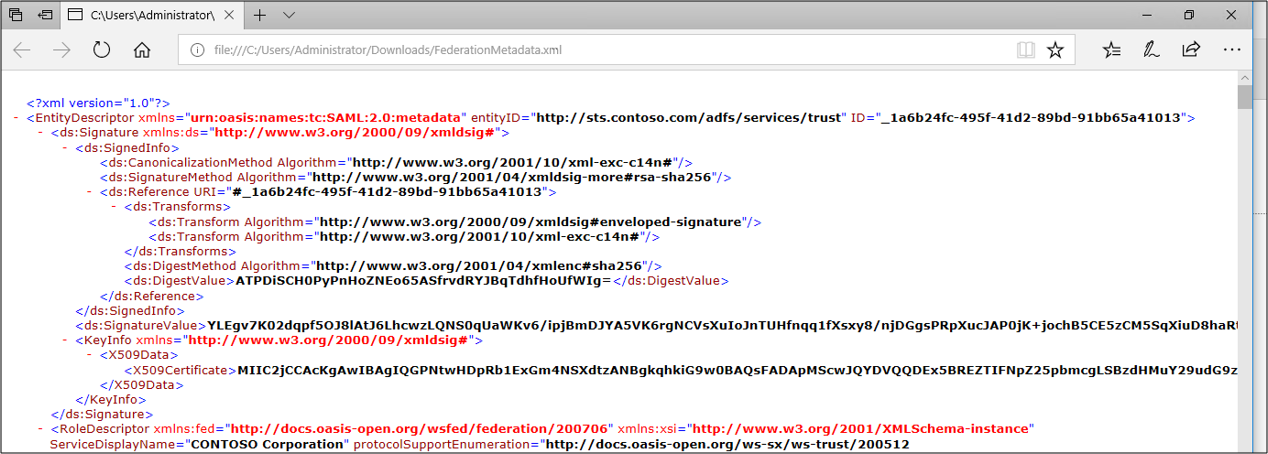 C:\Users\Administrator\
file:///C:/Users/Administrator/Downloads/FederationMetadata.xml
<?xml version="1.0"?>
- <EntityDescriptor xmlns="urn:oasis:names:tc:SAML:2.0:metadata" entityID="http://sts.contoso.com/adfs/services/trust" ID="_1a6b24fc-495f-41d2-89bd-91bb65a41013">
- <ds:Signature xmlns:ds="http://www.w3.org/2000/09/xmldsig#">
- <ds:SignedInfo>
<ds:CanonicalizationMethod Algorithm="http://www.w3.org/2001/10/xml-exc-c14n#"/>
<ds:SignatureMethod Algorithm="http://www.w3.org/2001/04/xmldsig-more#rsa-sha256"/>
- <ds:Reference URI="#_1a6b24fc-495f-41d2-89bd-91bb65a41013">
- <ds:Transforms>
<ds:Transform Algorithm="http://www.w3.org/2000/09/xmldsig#enveloped-signature"/>
<ds:Transform Algorithm="http://www.w3.org/2001/10/xml-exc-c14n#"/>
</ds:Transforms>
<ds:DigestMethod Algorithm="http://www.w3.org/2001/04/xmlenc#sha256"/>
<ds:DigestValue>ATPDiSCH0PyPnHoZNEo65ASfrvdRYJBqTdhfHoUfWIg=</ds:DigestValue>
</ds:Reference>
</ds:SignedInfo>
<ds:SignatureValue>YLEgv7K02dqpf5OJ8lAtJ6LhcwzLQNS0qUaWKv6/ipjBmDJYA5VK6rgNCVsXuIoJnTUHfnqq1fXsxy8/njDGgsPRpXucJAP0jK+jochB5CE5zCM5SqXiuD8haRt
- <KeyInfo xmlns="http://www.w3.org/2000/09/xmldsig#">
- <X509Data>
<X509Certificate>MIIC2jCCAcKgAwIBAgIQGPNtwHDpRb1ExGm4NSXdtzANBgkqhkiG9w0BAQsFADApMScwJQYDVQQDEx5BREZTIFNpZ25pbmcgLSBzdHMuY29udG9z
</X509Data>
</KeyInfo>
</ds:Signature>
- <RoleDescriptor xmlns:fed="http://docs.oasis-open.org/wsfed/federation/200706" xmlns:xsi="http://www.w3.org/2001/XMLSchema-instance"
ServiceDisplayName="CONTOSO Corporation" protocolSupportEnumeration="http://docs.oasis-open.org/ws-sx/ws-trust/200512